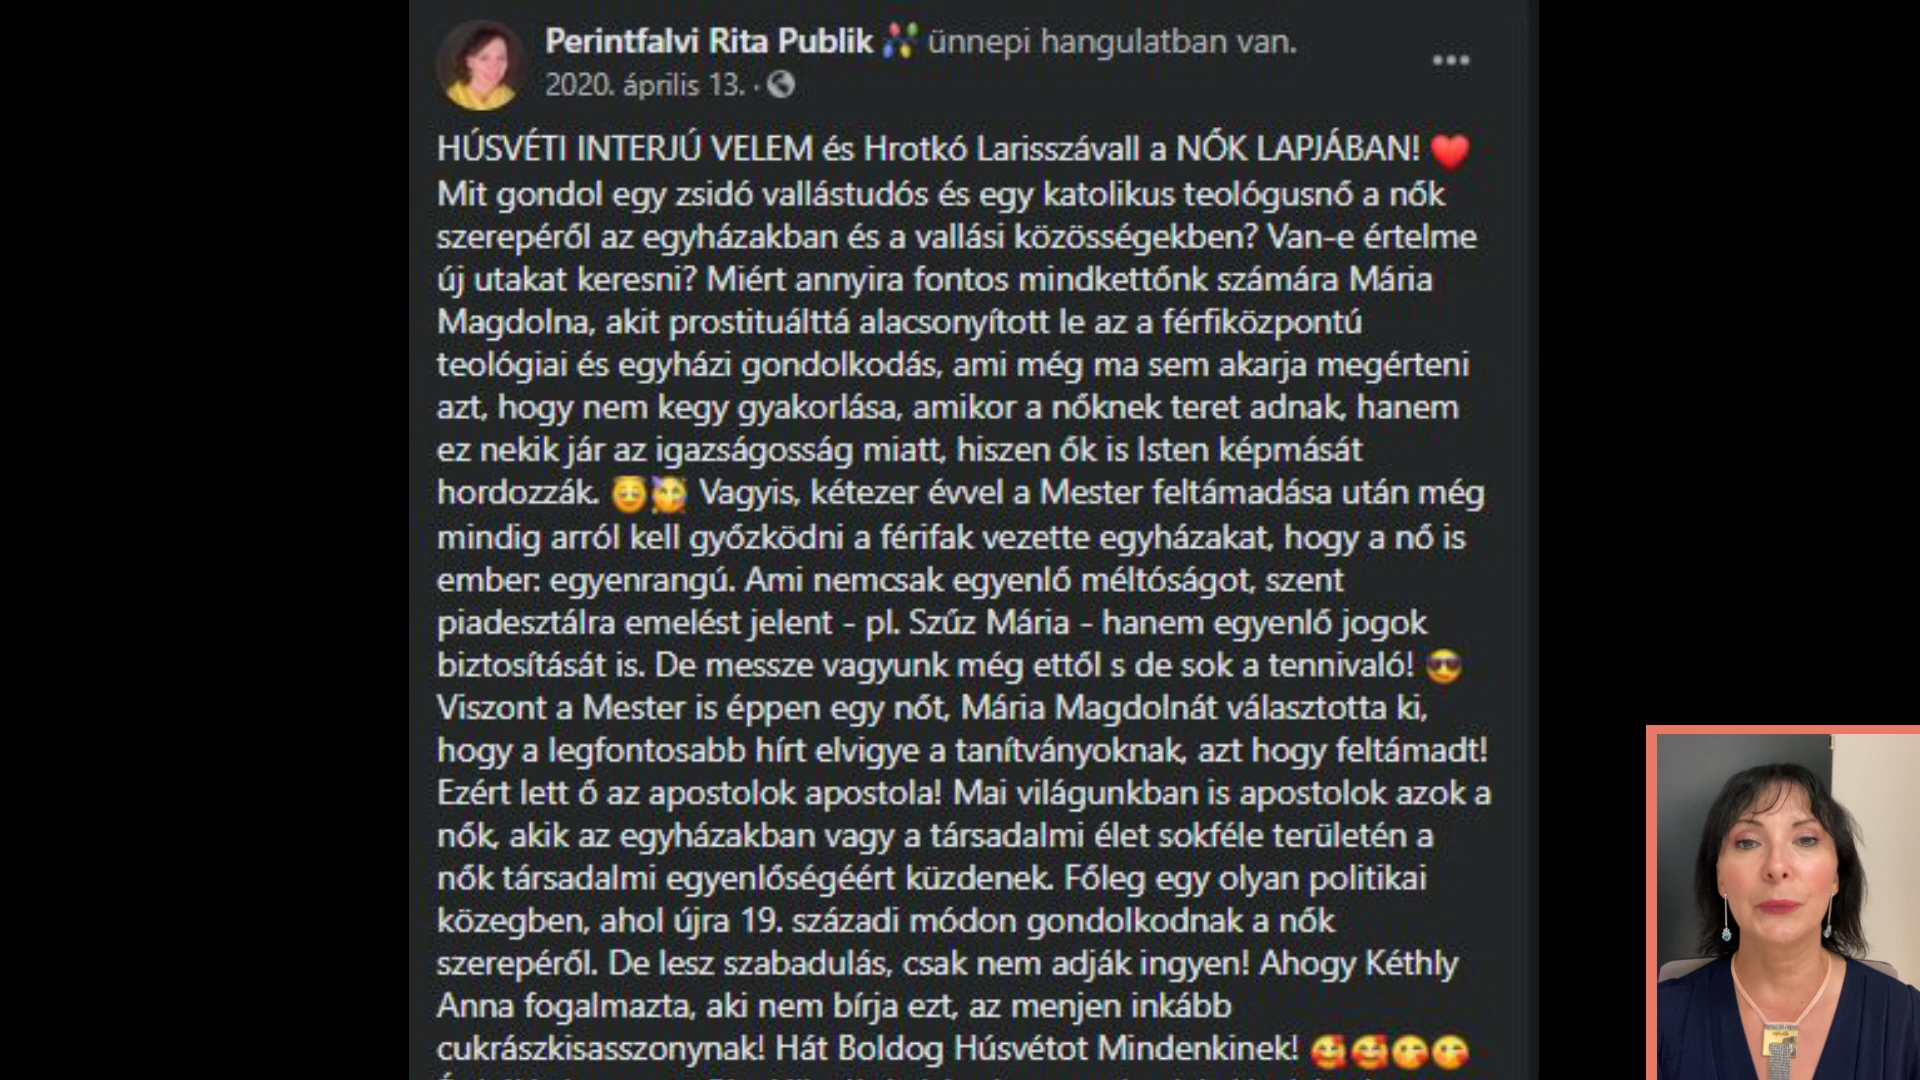 Perintfalvi Rita Publik ünnepi hangulatban van.
2020. április 13. ·
HÚSVÉTI INTERJÚ VELEM és Hrotkó Larisszávall a NŐK LAPJÁBAN!
Mit gondol egy zsidó vallástudós és egy katolikus teológusnő a nők
szerepéről az egyházakban és a vallási közösségekben? Van-e értelme
új utakat keresni? Miért annyira fontos mindkettőnk számára Mária
Magdolna, akit prostituálttá alacsonyított le az a férfiközpontú
teológiai és egyházi gondolkodás, ami még ma sem akarja megérteni
azt, hogy nem kegy gyakorlása, amikor a nőknek teret adnak, hanem
ez nekik jár az igazságosság miatt, hiszen ők is Isten képmását
hordozzák. Vagyis, kétezer évvel a Mester feltámadása után még
mindig arról kell győzködni a férifak vezette egyházakat, hogy a nő is
ember: egyenrangú. Ami nemcsak egyenlő méltóságot, szent
piadesztálra emelést jelent - pl. Szűz Mária - hanem egyenlő jogok
biztosítását is. De messze vagyunk még ettől s de sok a tennivaló!
Viszont a Mester is éppen egy nőt, Mária Magdolnát választotta ki,
hogy a legfontosabb hírt elvigye a tanítványoknak, azt hogy feltámadt!
Ezért lett ő az apostolok apostola! Mai világunkban is apostolok azok a
nők, akik az egyházakban vagy a társadalmi élet sokféle területén a
nők társadalmi egyenlőségéért küzdenek. Főleg egy olyan politikai
közegben, ahol újra 19. századi módon gondolkodnak a nők
szerepéről. De lesz szabadulás, csak nem adják ingyen! Ahogy Kéthly
Anna fogalmazta, aki nem bírja ezt, az menjen inkább
cukrászkisasszonynak! Hát Boldog Húsvétot Mindenkinek!